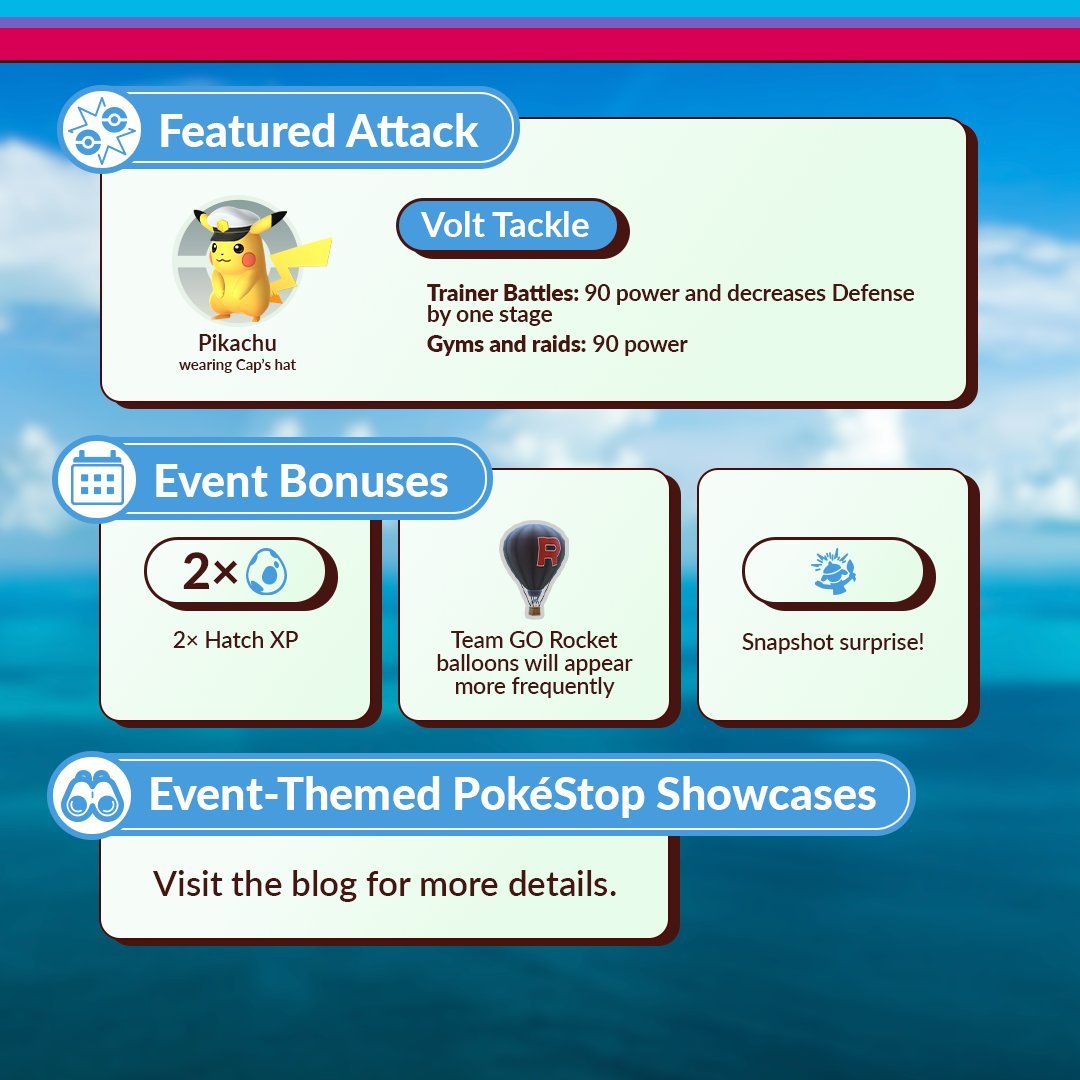 Featured Attack
Volt Tackle
Trainer Battles: 90 power and decreases Defense
by one stage
Gyms and raids: 90 power
Pikachu
wearing Cap's hat
Event Bonuses
2×
2× Hatch XP
R
Team GO Rocket
balloons will appear
more frequently
Snapshot surprise!
Event-Themed PokéStop Showcases
Visit the blog for more details.